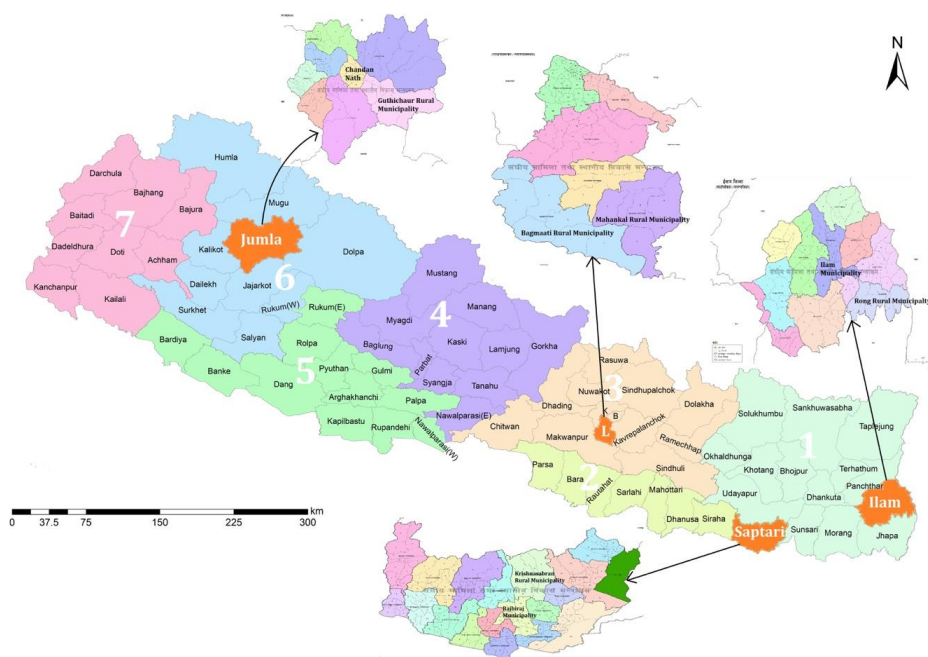 N
Chandan
Nath
Guthichaur Rural
Municipality
Bagmaati Rural Municipality
Mahankal Rural Municipality
Ilam
Municipality
Rong Rural Municipalty
Humla
Darchula
Bajhang
Mugu
Baitadi
7
Bajura
Jumla
Dolpa
Dadeldhura
Doti
Kalikot
Achham
Mustang
Kanchanpur
Dailekh
Jajarkot
6
Kailali
Surkhet
Rukum(W)
Rukum(E)
Manang
4
Myagdi
Salyan
Bardiya
Rolpa
Baglung
Parbat
Kaski
Lamjung
Gorkha
Banke
5
Pyuthan
Gulmi
Syangja
Tanahu
Dang
Arghakhanchi
Palpa
Nawalparasi(E)
Kapilbastu
Rupandehi
Nawalparasi(W)
Chitwan
Rasuwa
3
Nuwakot
Sindhupalchok
Dhading
Dolakha
K
B
L
Kavrepalanchok
Ramechhap
Makwanpur
Sindhuli
Parsa
2
Bara
Rautahat
Sarlahi
Mahottari
Dhanusa
Siraha
Saptari
Solukhumbu
Sankhuwasabha
Taplejung
1
Okhaldhunga
Khotang
Bhojpur
Terhathum
Panchthar
Udayapur
Dhankuta
Ilam
Sunsari
Morang
Jhapa
km
0 37.5 75 150 225 300
Krishnasabran
Rural Municipality
Rajbiraj
Municipality